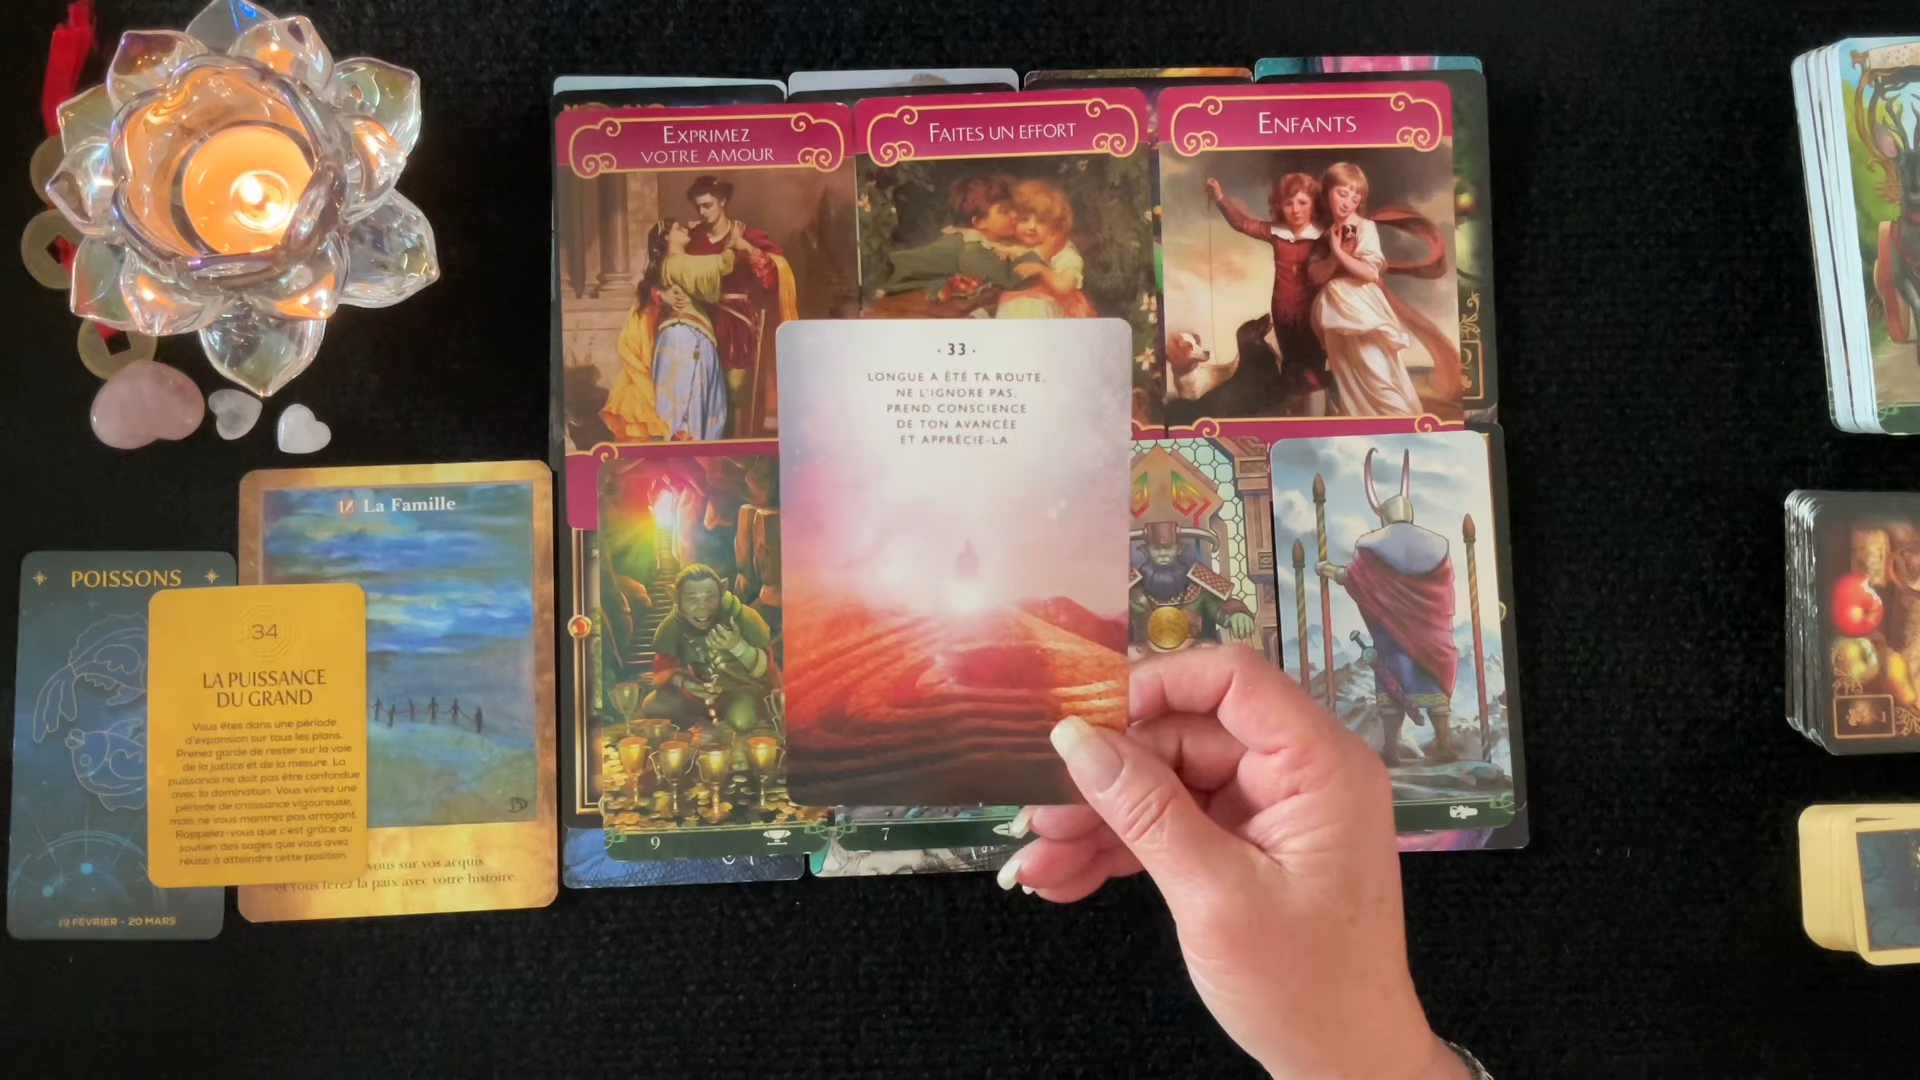 EXPRIMEZ
VOTRE AMOUR
FAITES UN EFFORT
ENFANTS
· 33 ·
LONGUE A ÉTÉ TA ROUTE,
NE L'IGNORE PAS.
PREND CONSCIENCE
DE TON AVANCÉE
ET APPRÉCIE-LA.
La Famille
vous sur vos acquis
et vous ferez la paix avec votre histoire.
POISSONS
19 FÉVRIER - 20 MARS
34
LA PUISSANCE
DU GRAND
Vous êtes dans une période
d'expansion sur tous les plans.
Prenez garde de rester sur la voie
de la justice et de la mesure. La
puissance ne doit pas être confondue
avec la domination. Vous vivrez une
période de croissance vigoureuse,
mais ne vous montrez pas arrogant.
Rappelez-vous que c'est grâce au
soutien des sages que vous avez
réussi à atteindre cette position.
9
7